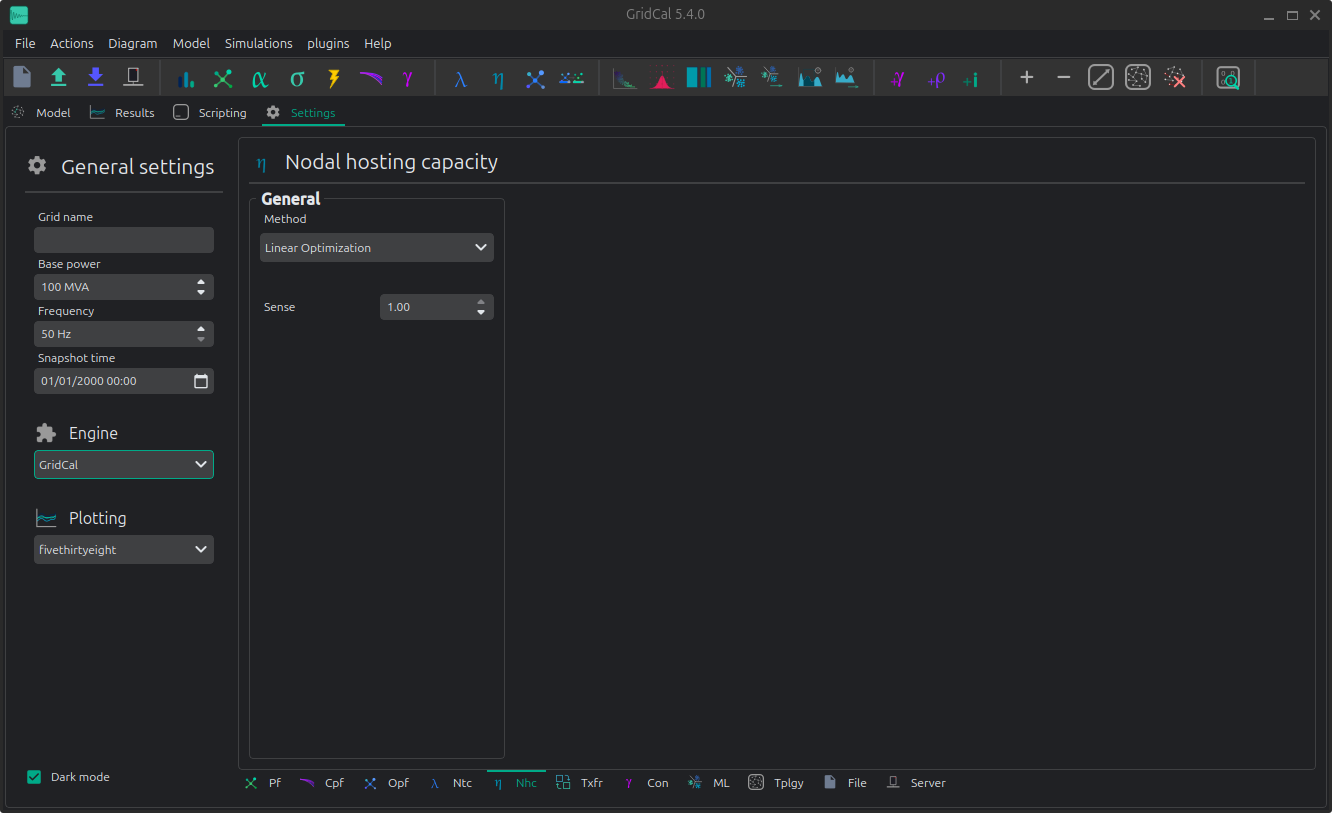 GridCal 5.4.0
File Actions Diagram Model Simulations plugins Help
α σ γ λ η +γ +ρ +i
Model Results Scripting Settings
General settings
Grid name
Base power
100 MVA
Frequency
50 Hz
Snapshot time
01/01/2000 00:00
Engine
GridCal
Plotting
fivethirtyeight
Dark mode
η Nodal hosting capacity
General
Method
Linear Optimization
Sense 1.00
Pf Cpf Opf λ Ntc η Nhc Txfr γ Con ML Tplgy File Server